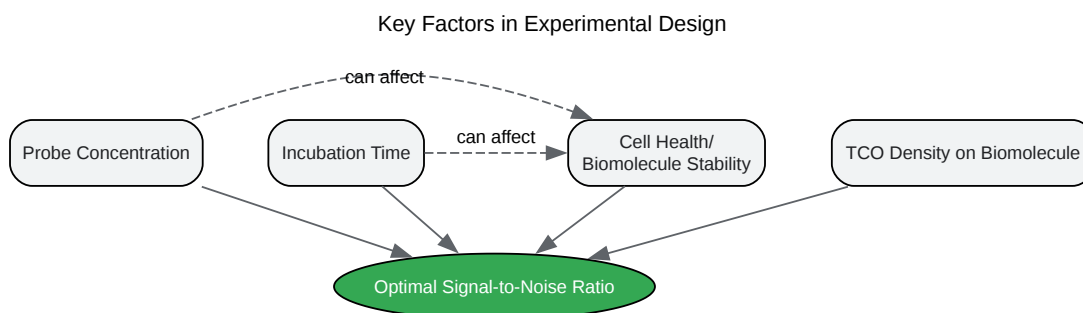 Key Factors in Experimental Design
can affect
Probe Concentration
Incubation Time
can affect
Cell Health/
Biomolecule Stability
TCO Density on Biomolecule
Optimal Signal-to-Noise Ratio